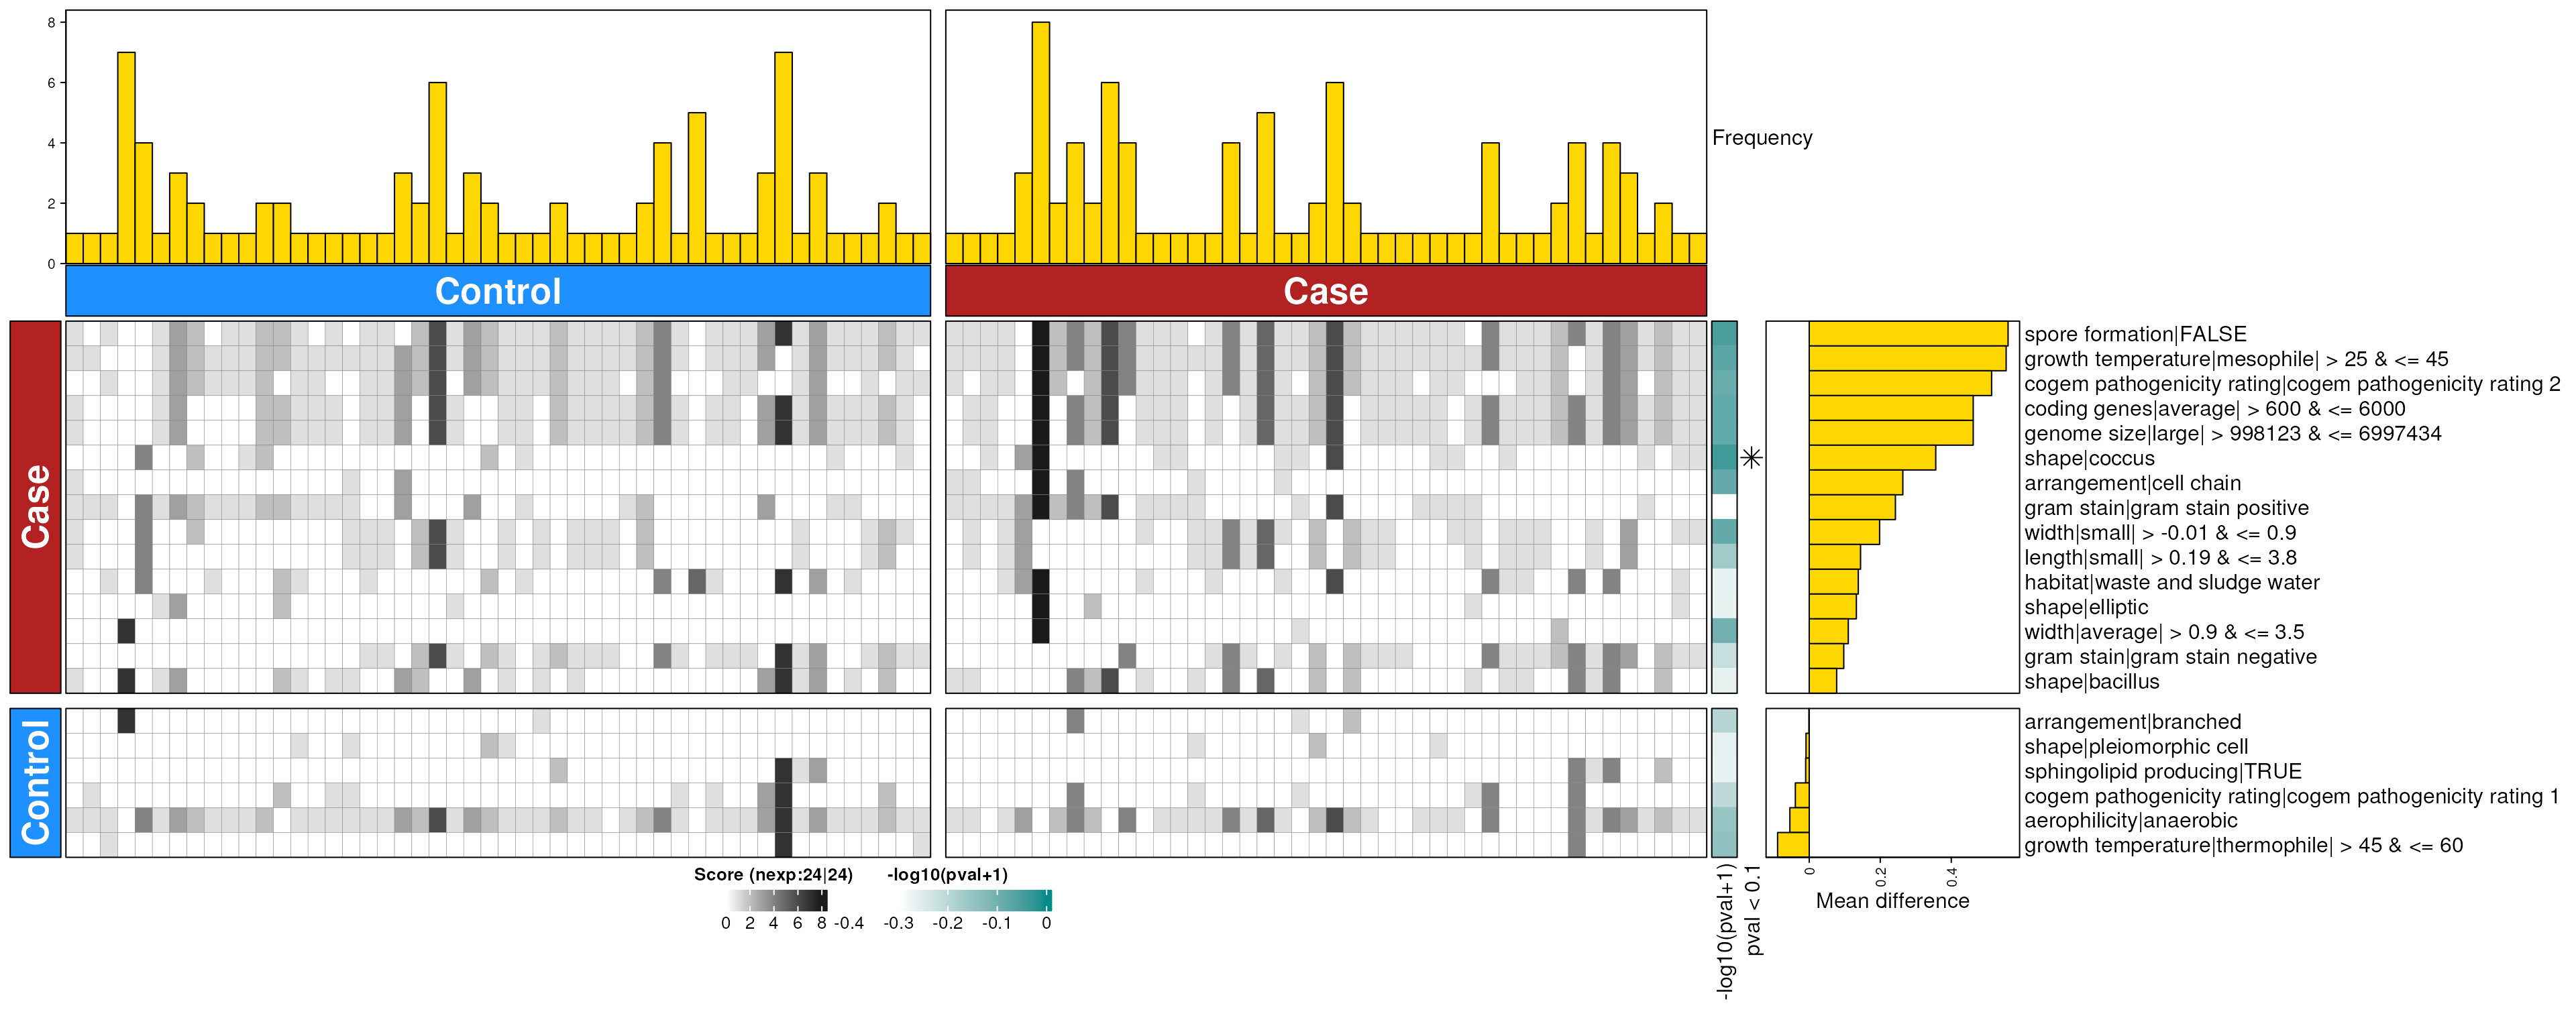 8
6
4
2
0
Frequency
Control
Case
Case
spore formation|FALSE
growth temperature|mesophile| > 25 & <= 45
cogem pathogenicity rating|cogem pathogenicity rating 2
coding genes|average| > 600 & <= 6000
genome size|large| > 998123 & <= 6997434
shape|coccus
arrangement|cell chain
gram stain|gram stain positive
width|small| > -0.01 & <= 0.9
length|small| > 0.19 & <= 3.8
habitat|waste and sludge water
shape|elliptic
width|average| > 0.9 & <= 3.5
gram stain|gram stain negative
shape|bacillus
Control
arrangement|branched
shape|pleiomorphic cell
sphingolipid producing|TRUE
cogem pathogenicity rating|cogem pathogenicity rating 1
aerophilicity|anaerobic
growth temperature|thermophile| > 45 & <= 60
Score (nexp:24|24)
0 2 4 6 8
-log10(pval+1)
-0.4 -0.3 -0.2 -0.1 0
-log10(pval+1)
pval < 0.1
0 0.2 0.4
Mean difference